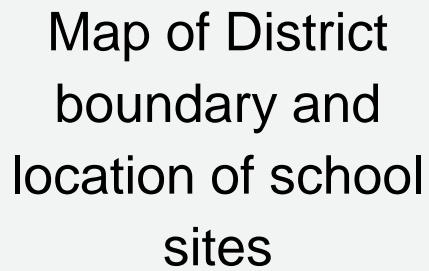 Map of District
boundary and
location of school
sites